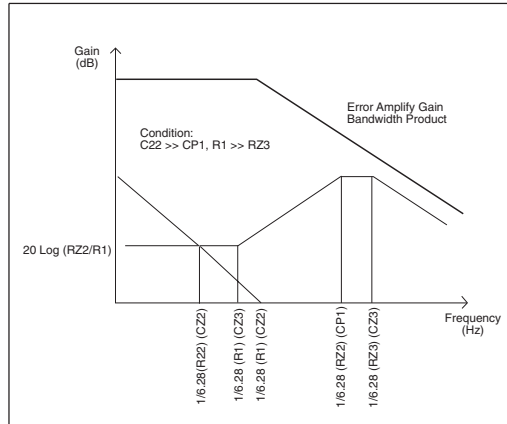 Gain
(dB)
Error Amplify Gain
Bandwidth Product
Condition:
C22 >> CP1, R1 >> RZ3
20 Log (RZ2/R1)
1/6.28(R22) (CZ2)
1/6.28 (R1) (CZ3)
1/6.28 (R1) (CZ2)
1/6.28 (RZ2) (CP1)
1/6.28 (RZ3) (CZ3)
Frequency
(Hz)